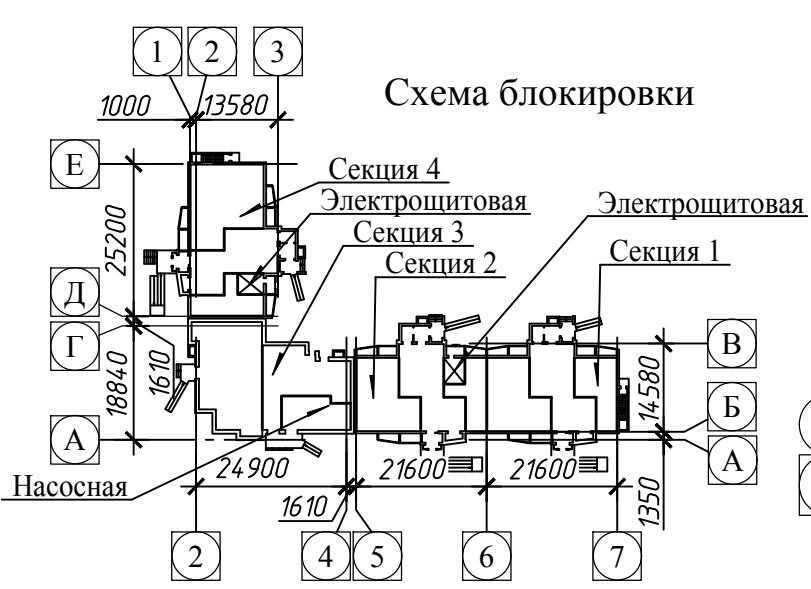 1 2 3
1000 13580
Схема блокировки
Е
Секция 4
Электрощитовая
Электрощитовая
25200
Секция 3
Секция 2
Секция 1
Д
Г
1610
18840
В
14580
Б
А
А
24900
21600
21600
Насосная
1610
1350
2 4 5 6 7